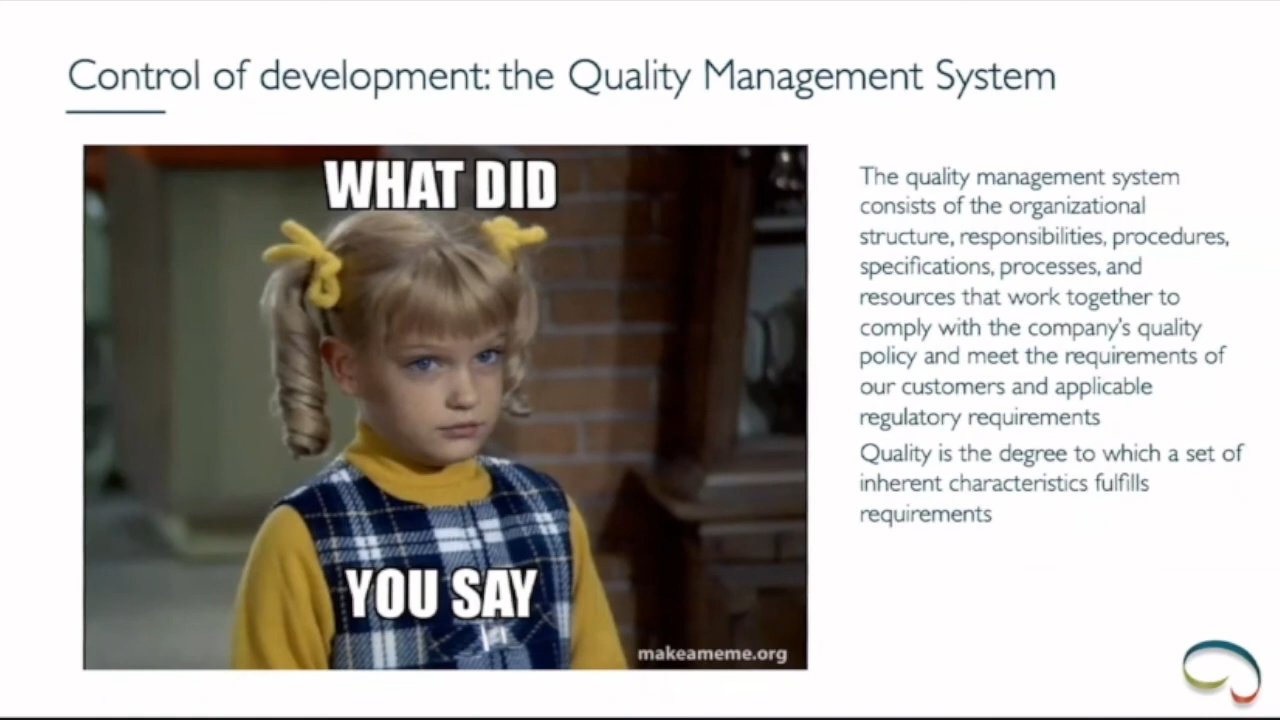 Control of development: the Quality Management System
WHAT DID
YOU SAY
makeameme.org
The quality management system
consists of the organizational
structure, responsibilities, procedures,
specifications, processes, and
resources that work together to
comply with the company's quality
policy and meet the requirements of
our customers and applicable
regulatory requirements
Quality is the degree to which a set of
inherent characteristics fulfills
requirements